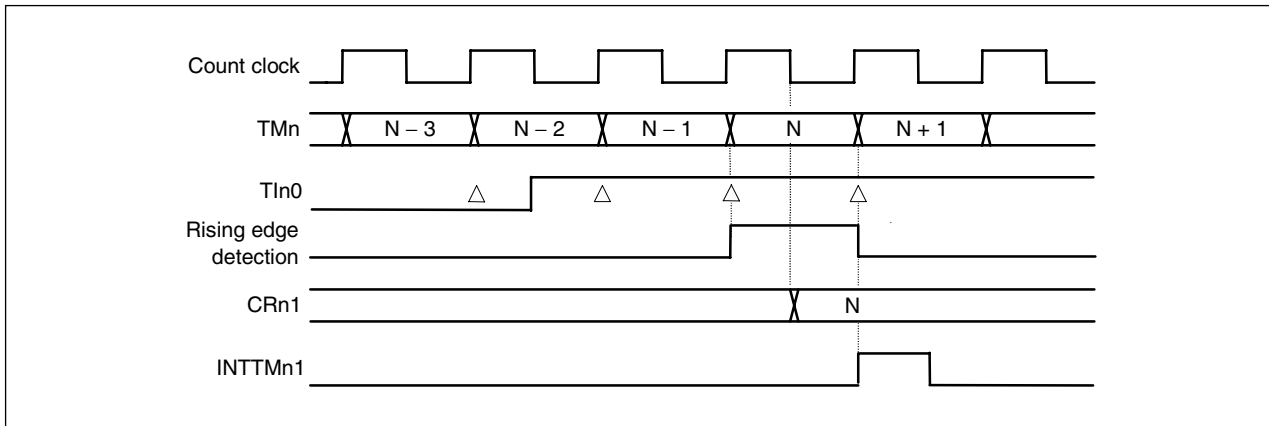 Count clock
TMn
N – 3 N – 2 N – 1 N N + 1
TIn0
Rising edge
detection
CRn1
N
INTTMn1